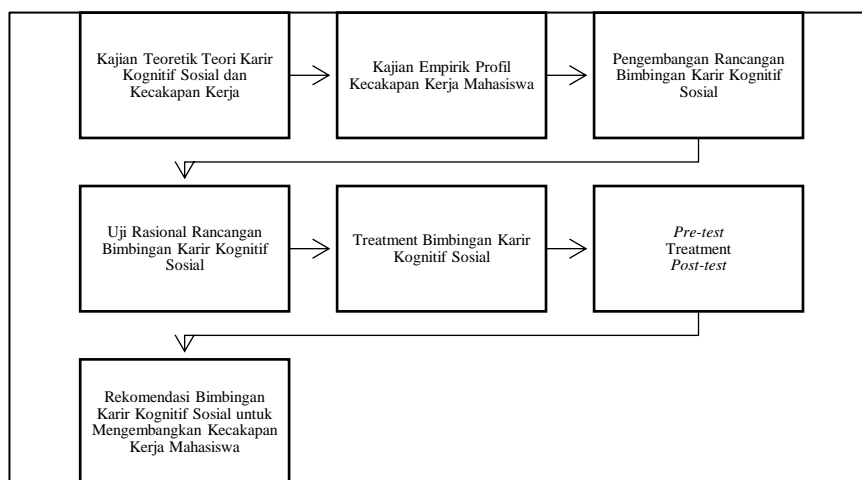 Kajian Teoretik Teori Karir
Kognitif Sosial dan
Kecakapan Kerja
Kajian Empirik Profil
Kecakapan Kerja Mahasiswa
Pengembangan Rancangan
Bimbingan Karir Kognitif
Sosial
Uji Rasional Rancangan
Bimbingan Karir Kognitif
Sosial
Treatment Bimbingan Karir
Kognitif Sosial
Pre-test
Treatment
Post-test
Rekomendasi Bimbingan
Karir Kognitif Sosial untuk
Mengembangkan Kecakapan
Kerja Mahasiswa